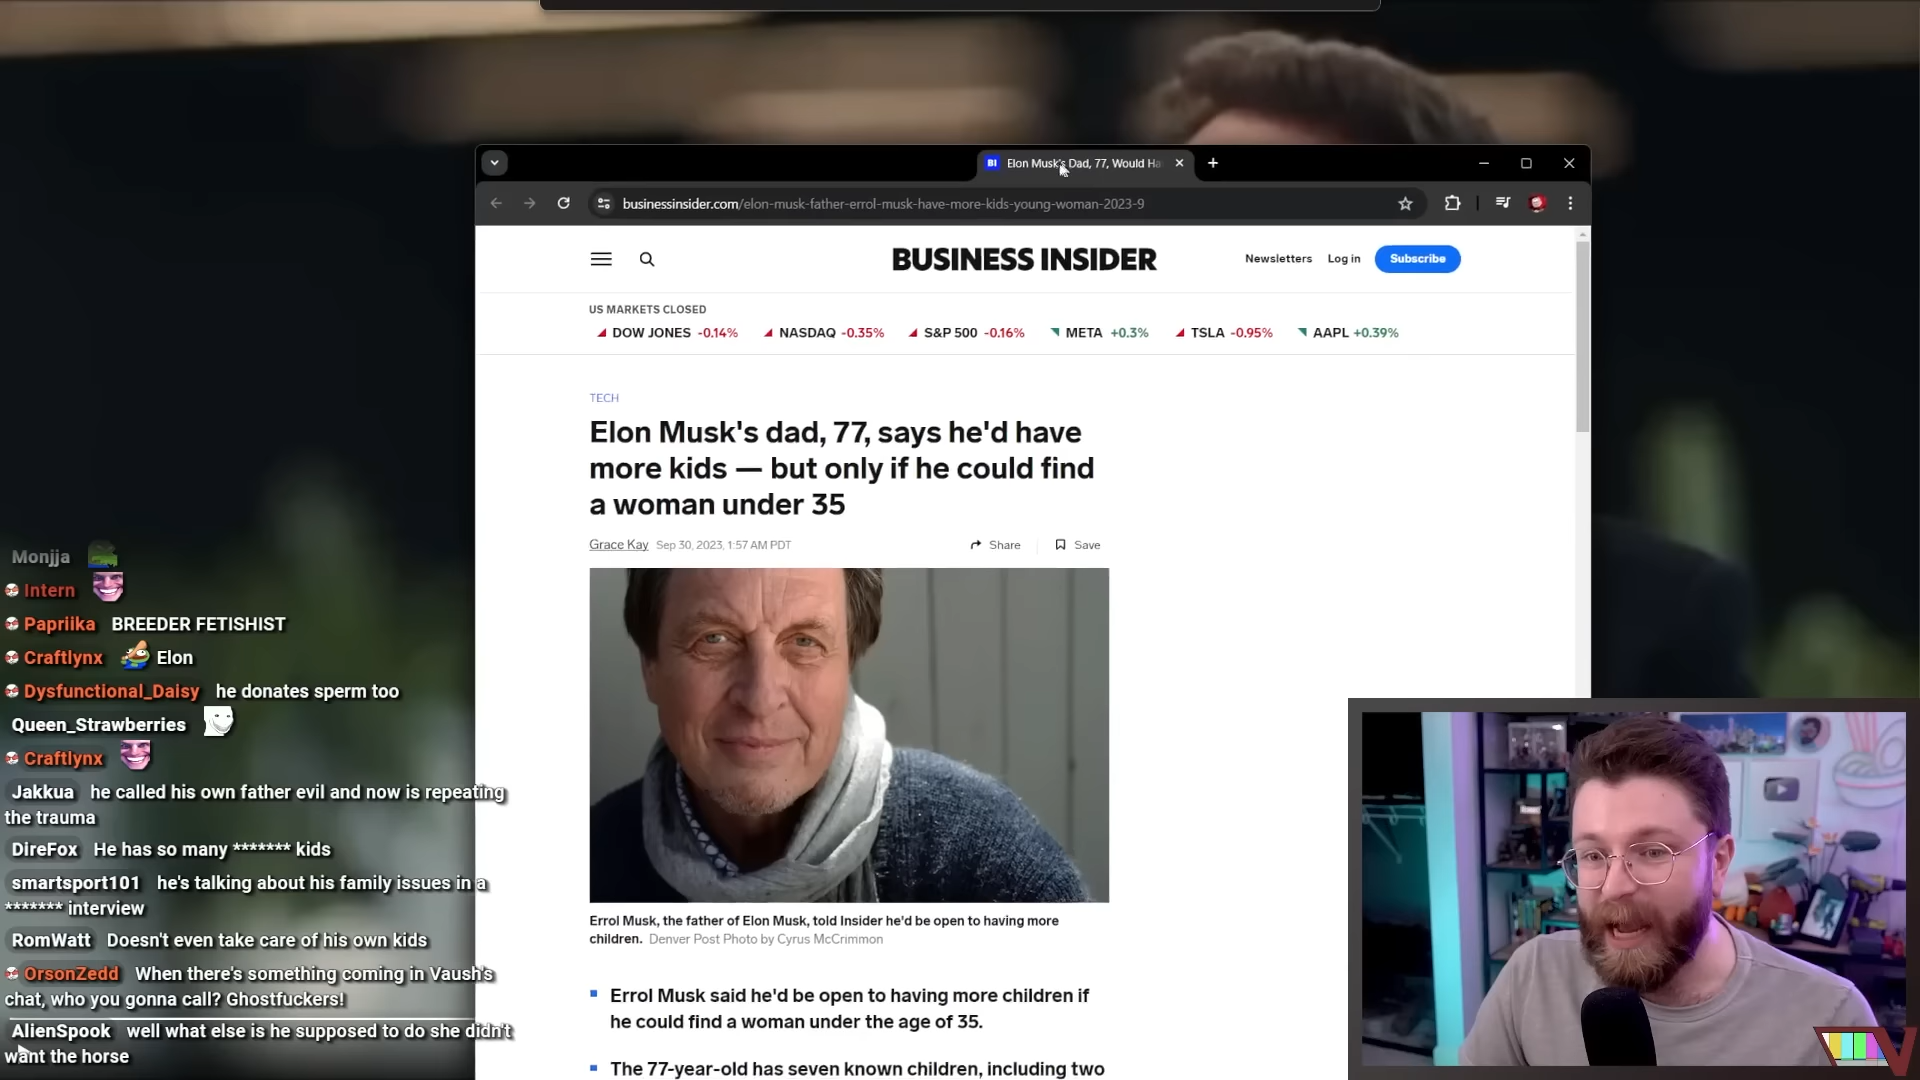 BI Elon Musk's Dad, 77, Would Ha
businessinsider.com/elon-musk-father-errol-musk-have-more-kids-young-woman-2023-9
BUSINESS INSIDER
Newsletters Log in Subscribe
US MARKETS CLOSED
DOW JONES -0.14% NASDAQ -0.35% S&P 500 -0.16% META +0.3% TSLA -0.95% AAPL +0.39%
TECH
Elon Musk's dad, 77, says he'd have
more kids — but only if he could find
a woman under 35
Grace Kay Sep 30, 2023, 1:57 AM PDT Share Save
Errol Musk, the father of Elon Musk, told Insider he'd be open to having more
children. Denver Post Photo by Cyrus McCrimmon
Errol Musk said he'd be open to having more children if
he could find a woman under the age of 35.
The 77-year-old has seven known children, including two
Monjja
Intern
Papriika BREEDER FETISHIST
Craftlynx Elon
Dysfunctional_Daisy he donates sperm too
Queen_Strawberries
Craftlynx
Jakkua he called his own father evil and now is repeating
the trauma
DireFox He has so many ******* kids
smartsport101 he's talking about his family issues in a
******* interview
RomWatt Doesn't even take care of his own kids
OrsonZedd When there's something coming in Vaush's
chat, who you gonna call? Ghostfuckers!
AlienSpook well what else is he supposed to do she didn't
want the horse
V